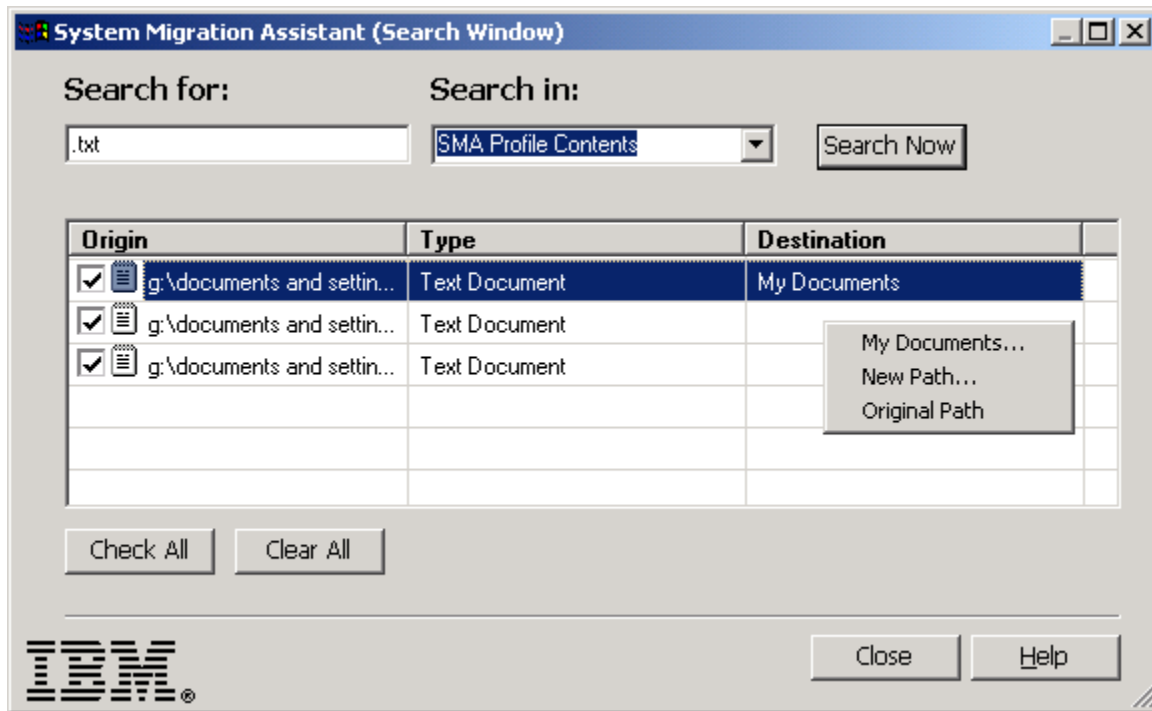 System Migration Assistant (Search Window)
Search for: Search in:
.txt SMA Profile Contents Search Now
Origin Type Destination
g:\documents and settin... Text Document My Documents
g:\documents and settin... Text Document
g:\documents and settin... Text Document
My Documents...
New Path...
Original Path
Check All Clear All
IBM® Close Help